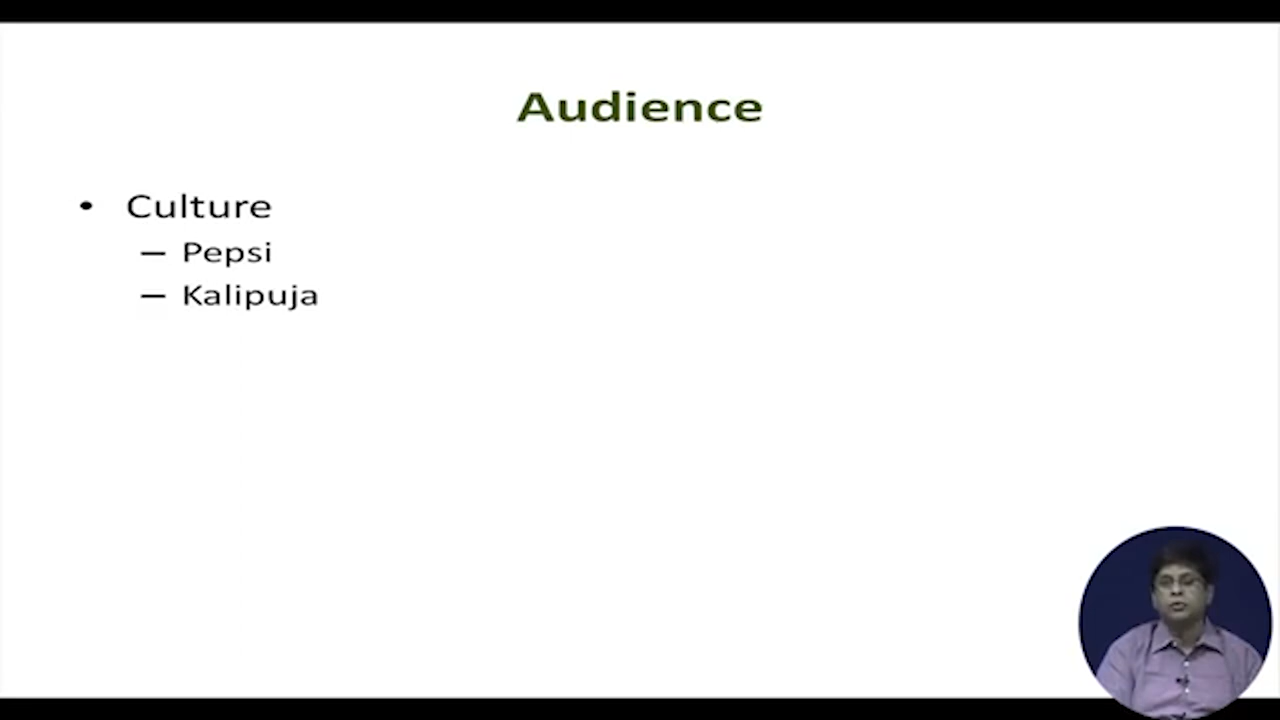 Audience
• Culture
– Pepsi
– Kalipuja